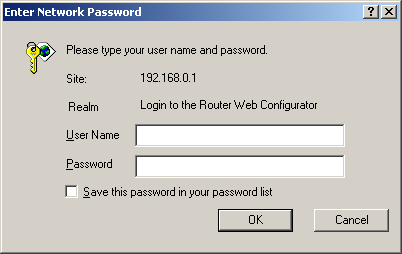 Enter Network Password
Please type your user name and password.
Site: 192.168.0.1
Realm Login to the Router Web Configurator
User Name
Password
Save this password in your password list
OK Cancel